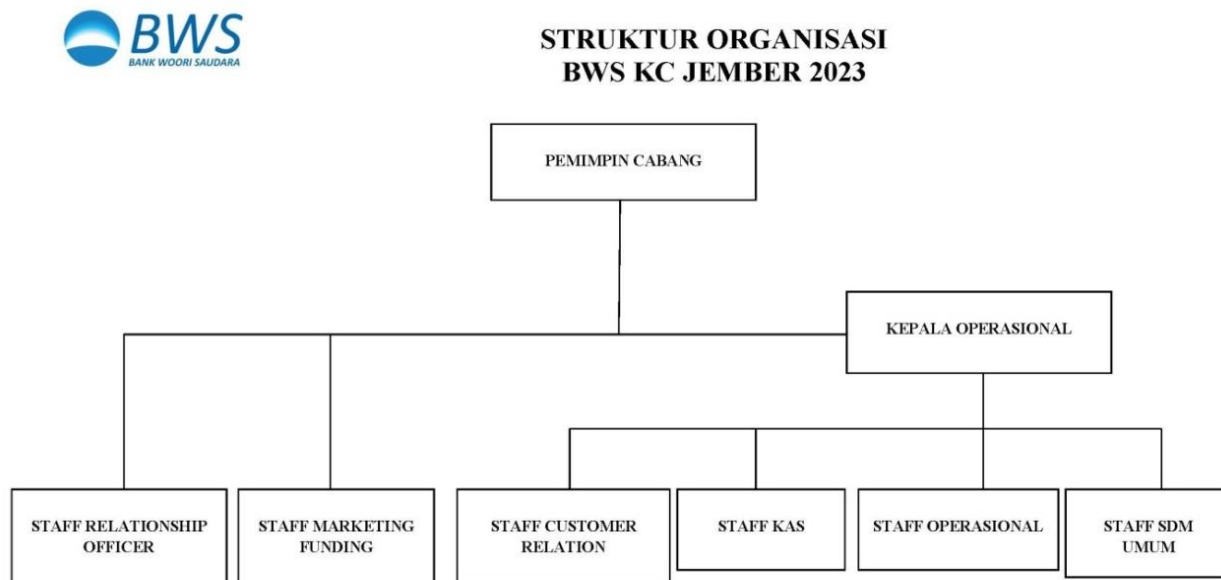 BWS
BANK WOORI SAUDARA
STRUKTUR ORGANISASI
BWS KC JEMBER 2023
PEMIMPIN CABANG
KEPALA OPERASIONAL
STAFF RELATIONSHIP
OFFICER
STAFF MARKETING
FUNDING
STAFF CUSTOMER
RELATION
STAFF KAS
STAFF OPERASIONAL
STAFF SDM
UMUM